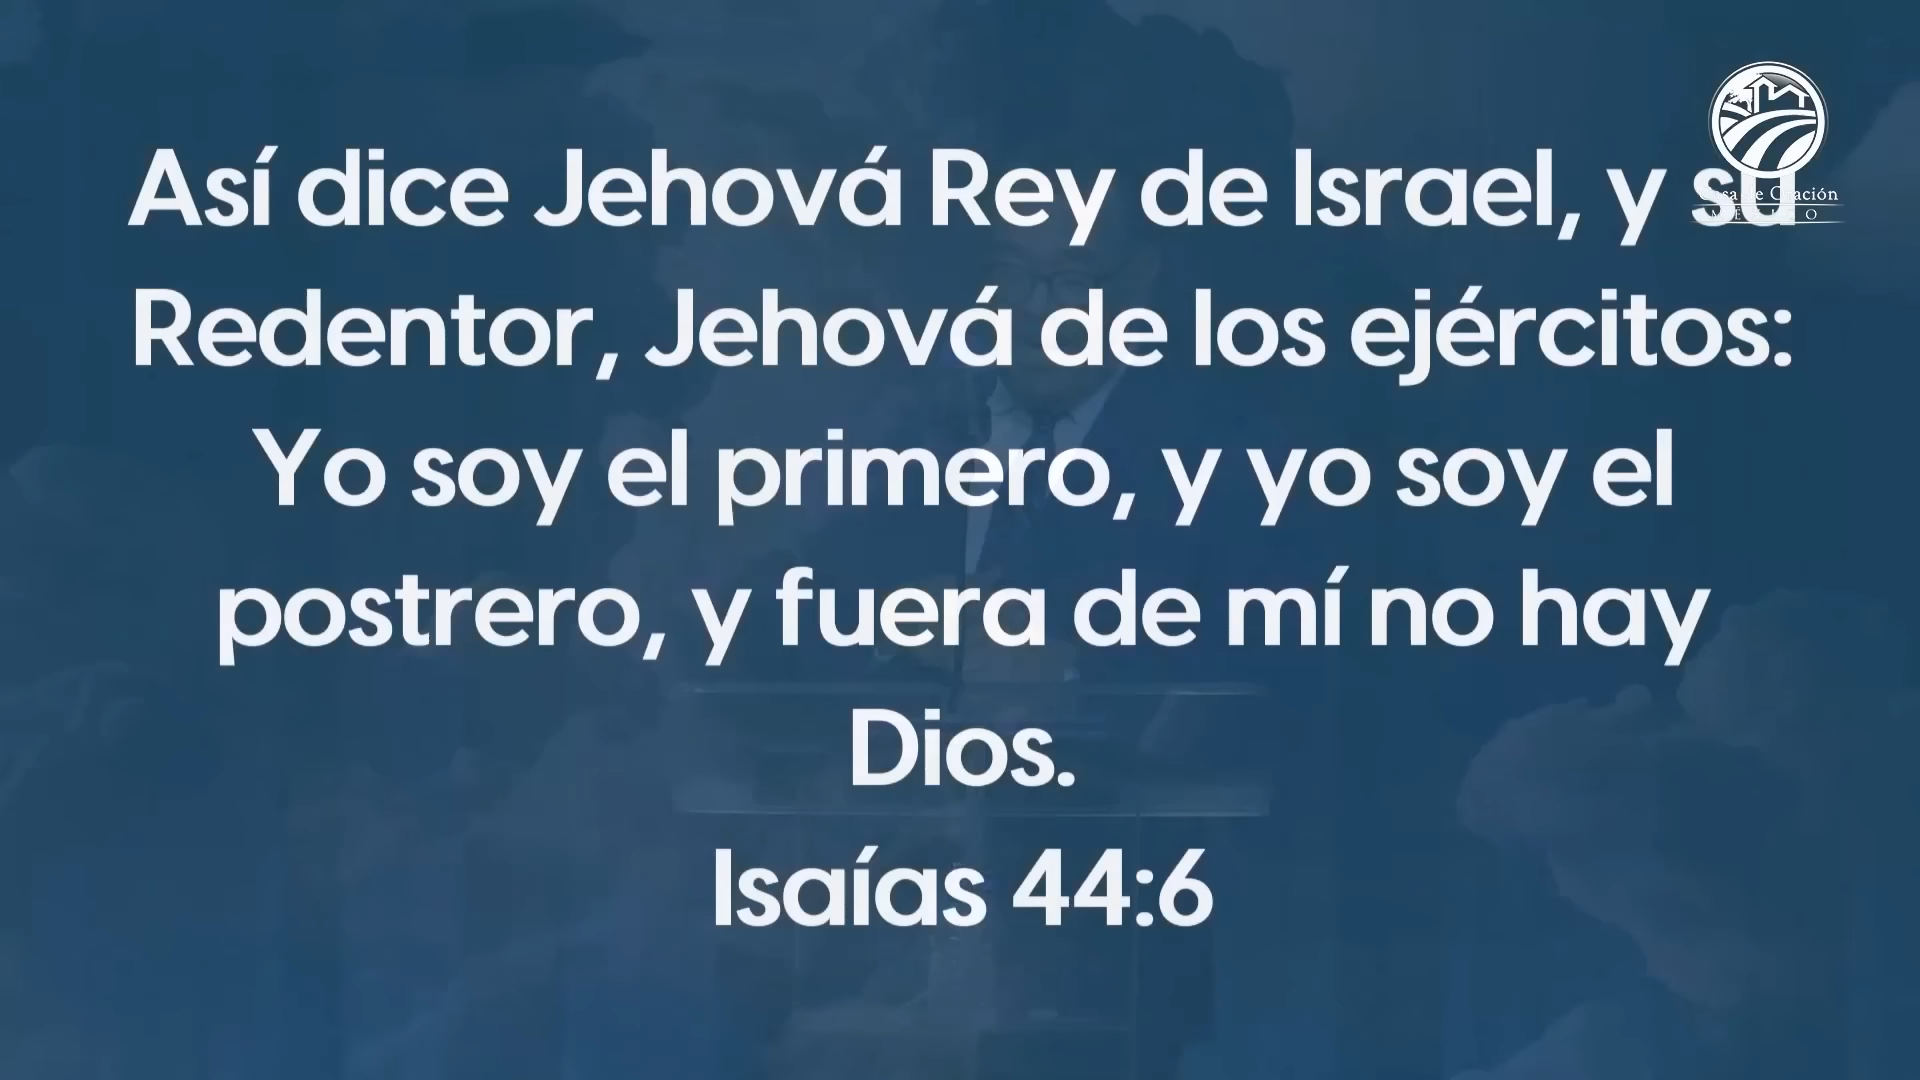 Así dice Jehová Rey de Israel, y su
Redentor, Jehová de los ejércitos:
Yo soy el primero, y yo soy el
postrero, y fuera de mí no hay
Dios.
Isaías 44:6